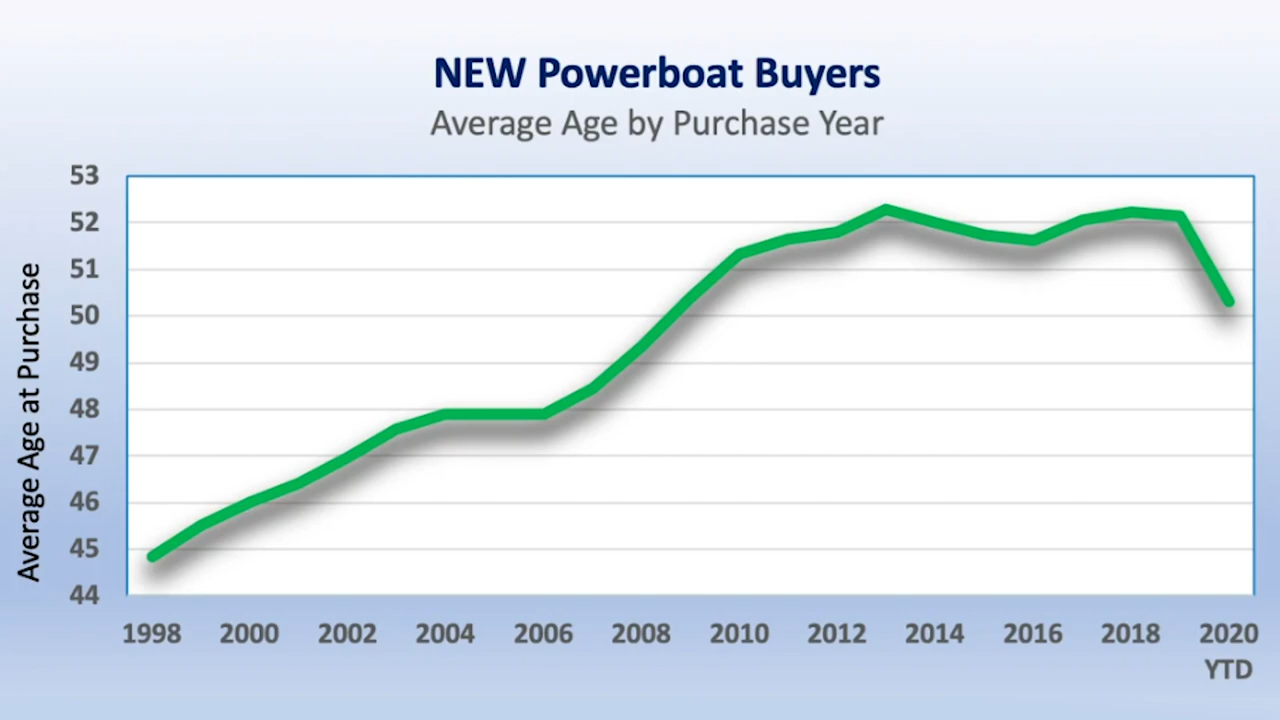 NEW Powerboat Buyers
Average Age by Purchase Year
Average Age at Purchase
53
52
51
50
49
48
47
46
45
44
1998 2000 2002 2004 2006 2008 2010 2012 2014 2016 2018 2020
YTD